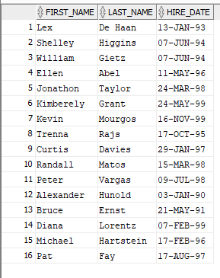 FIRST_NAME LAST_NAME HIRE_DATE
1 Lex De Haan 13-JAN-93
2 Shelley Higgins 07-JUN-94
3 William Gietz 07-JUN-94
4 Ellen Abel 11-MAY-96
5 Jonathon Taylor 24-MAR-98
6 Kimberely Grant 24-MAY-99
7 Kevin Mourgos 16-NOV-99
8 Trenna Rajs 17-OCT-95
9 Curtis Davies 29-JAN-97
10 Randall Matos 15-MAR-98
11 Peter Vargas 09-JUL-98
12 Alexander Hunold 03-JAN-90
13 Bruce Ernst 21-MAY-91
14 Diana Lorentz 07-FEB-99
15 Michael Hartstein 17-FEB-96
16 Pat Fay 17-AUG-97